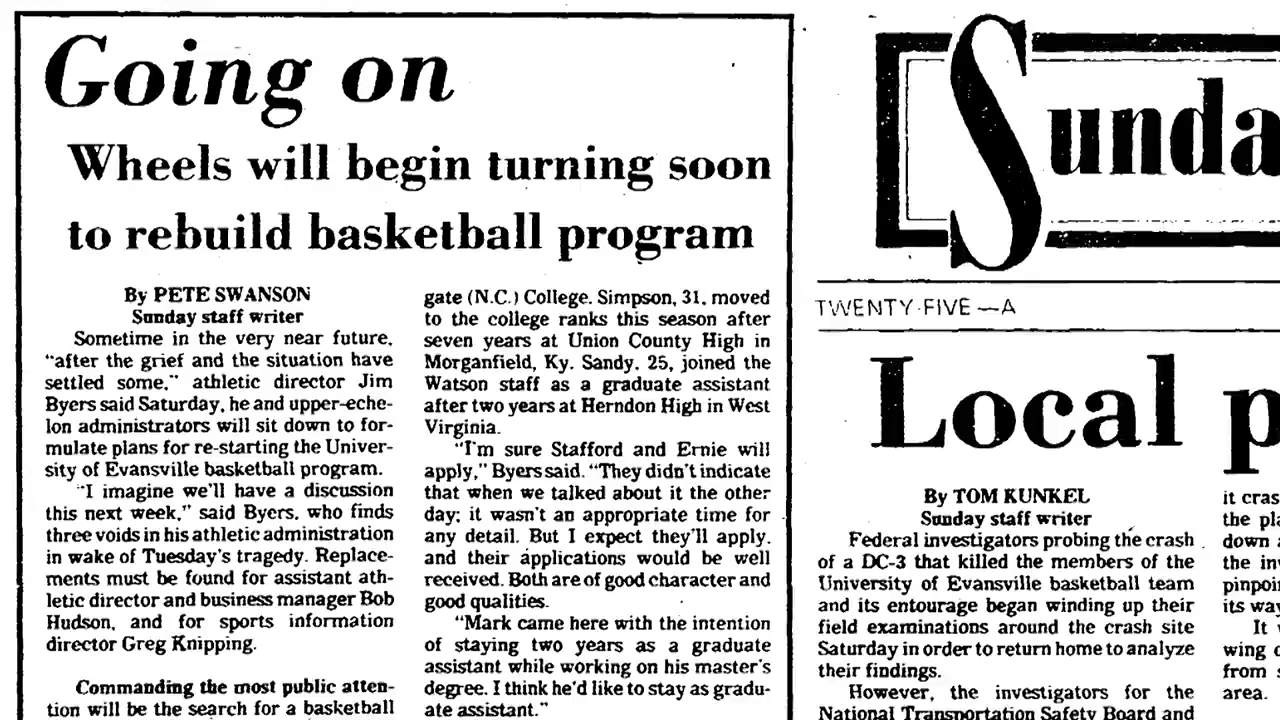 Going on
Wheels will begin turning soon
to rebuild basketball program
By PETE SWANSON
Sunday staff writer
Sometime in the very near future,
"after the grief and the situation have
settled some," athletic director Jim
Byers said Saturday, he and upper-eche-
lon administrators will sit down to for-
mulate plans for re-starting the Univer-
sity of Evansville basketball program.
"I imagine we'll have a discussion
this next week," said Byers, who finds
three voids in his athletic administration
in wake of Tuesday's tragedy. Replace-
ments must be found for assistant ath-
letic director and business manager Bob
Hudson, and for sports information
director Greg Knipping.
Commanding the most public atten-
tion will be the search for a basketball
gate (N.C.) College. Simpson, 31, moved
to the college ranks this season after
seven years at Union County High in
Morganfield, Ky. Sandy, 25, joined the
Watson staff as a graduate assistant
after two years at Herndon High in West
Virginia.
"I'm sure Stafford and Ernie will
apply," Byers said. "They didn't indicate
that when we talked about it the other
day; it wasn't an appropriate time for
any detail. But I expect they'll apply,
and their applications would be well
received. Both are of good character and
good qualities.
"Mark came here with the intention
of staying two years as a graduate
assistant while working on his master's
degree. I think he'd like to stay as gradu-
ate assistant."
Sunda
TWENTY-FIVE—A
Local p
By TOM KUNKEL
Sunday staff writer
Federal investigators probing the crash
of a DC-3 that killed the members of the
University of Evansville basketball team
and its entourage began winding up their
field examinations around the crash site
Saturday in order to return home to analyze
their findings.
However, the investigators for the
National Transportation Safety Board and
it cras
the pla
down a
the inv
pinpoi
its way
It
wing o
from s
area.